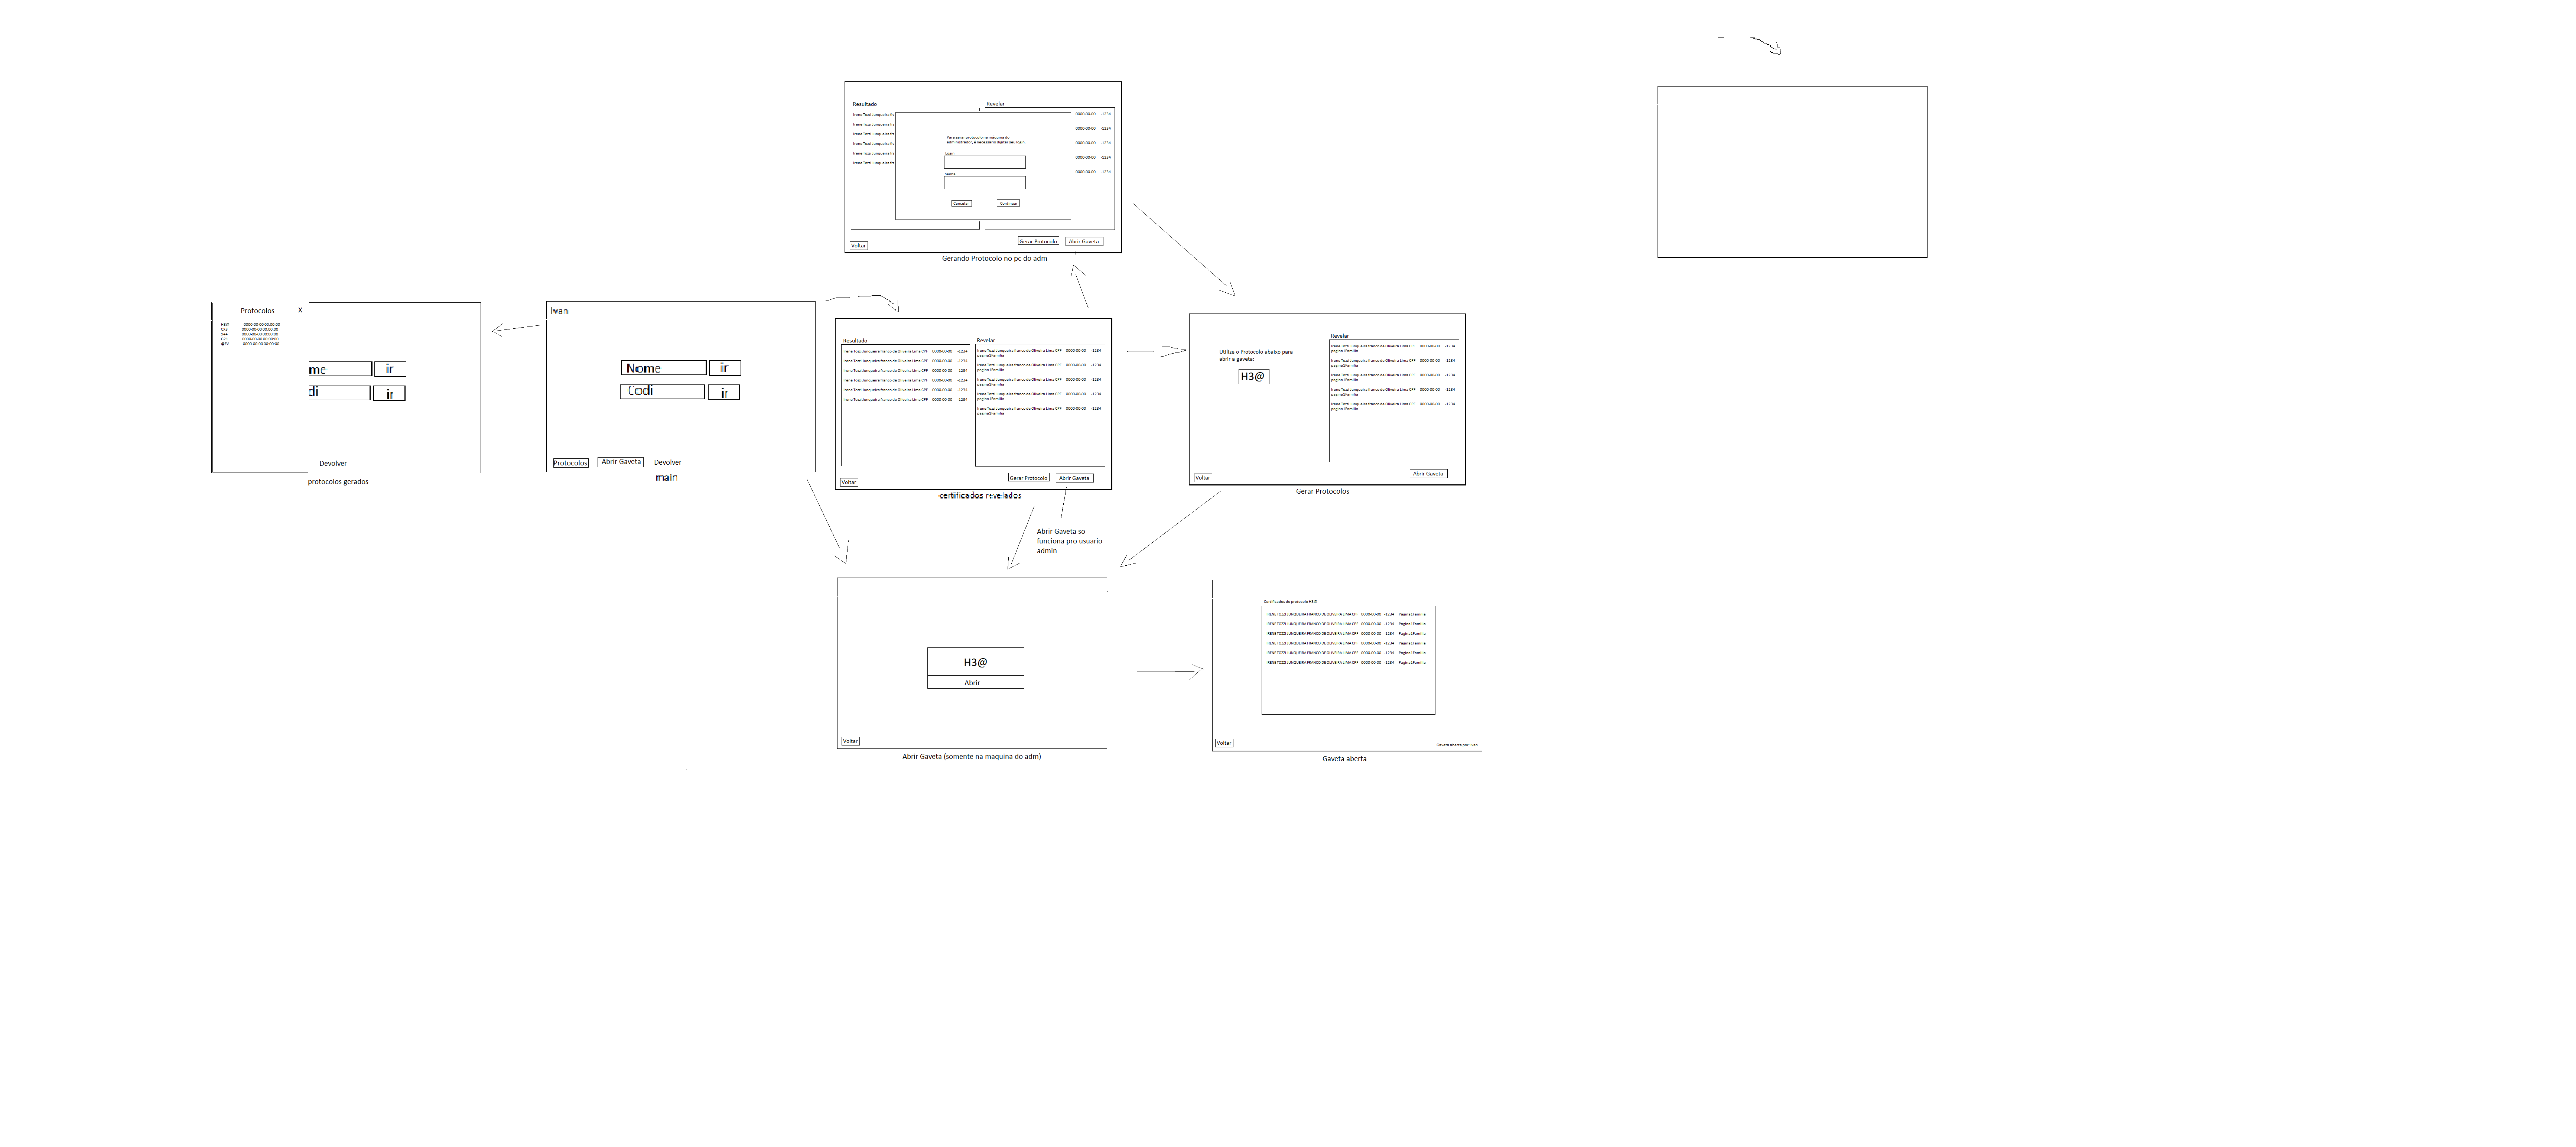 Resultado
Revelar
Irene Tozzi Junqueira fr
Irene Tozzi Junqueira fr
Irene Tozzi Junqueira fr
Irene Tozzi Junqueira fr
Irene Tozzi Junqueira fr
Irene Tozzi Junqueira fr
Para gerar protocolo na máquina do
administrador, é necessario digitar seu login.
Login
Senha
Cancelar
Continuar
0000-00-00 -1234
0000-00-00 -1234
0000-00-00 -1234
0000-00-00 -1234
0000-00-00 -1234
Voltar
Gerar Protocolo
Abrir Gaveta
Gerando Protocolo no pc do adm
Protocolos X
H3@ 0000-00-00 00:00:00
0000-00-00 00:00:00
0000-00-00 00:00:00
0000-00-00 00:00:00
0000-00-00 00:00:00
me ir
di ir
Devolver
protocolos gerados
Ivan
Nome ir
Codi ir
Protocolos
Abrir Gaveta
Devolver
main
Resultado
Irene Tozzi Junqueira franco de Oliveira Lima CPF 0000-00-00 -1234
Irene Tozzi Junqueira franco de Oliveira Lima CPF 0000-00-00 -1234
Irene Tozzi Junqueira franco de Oliveira Lima CPF 0000-00-00 -1234
Irene Tozzi Junqueira franco de Oliveira Lima CPF 0000-00-00 -1234
Irene Tozzi Junqueira franco de Oliveira Lima CPF 0000-00-00 -1234
Irene Tozzi Junqueira franco de Oliveira Lima CPF 0000-00-00 -1234
Revelar
Irene Tozzi Junqueira franco de Oliveira Lima CPF 0000-00-00 -1234
pagina1Familia
Irene Tozzi Junqueira franco de Oliveira Lima CPF 0000-00-00 -1234
pagina1Familia
Irene Tozzi Junqueira franco de Oliveira Lima CPF 0000-00-00 -1234
pagina1Familia
Irene Tozzi Junqueira franco de Oliveira Lima CPF 0000-00-00 -1234
pagina1Familia
Irene Tozzi Junqueira franco de Oliveira Lima CPF 0000-00-00 -1234
pagina1Familia
Voltar
Gerar Protocolo
Abrir Gaveta
certificados revelados
Abrir Gaveta so
funciona pro usuario
admin
Utilize o Protocolo abaixo para
abrir a gaveta:
H3@
Revelar
Irene Tozzi Junqueira franco de Oliveira Lima CPF 0000-00-00 -1234
pagina1Familia
Irene Tozzi Junqueira franco de Oliveira Lima CPF 0000-00-00 -1234
pagina1Familia
Irene Tozzi Junqueira franco de Oliveira Lima CPF 0000-00-00 -1234
pagina1Familia
Irene Tozzi Junqueira franco de Oliveira Lima CPF 0000-00-00 -1234
pagina1Familia
Irene Tozzi Junqueira franco de Oliveira Lima CPF 0000-00-00 -1234
pagina1Familia
Voltar
Abrir Gaveta
Gerar Protocolos
H3@
Abrir
Voltar
Abrir Gaveta (somente na maquina do adm)
Certificados do protocolo H3@
IRENE TOZZI JUNQUEIRA FRANCO DE OLIVEIRA LIMA CPF 0000-00-00 -1234 Pagina1Familia
IRENE TOZZI JUNQUEIRA FRANCO DE OLIVEIRA LIMA CPF 0000-00-00 -1234 Pagina1Familia
IRENE TOZZI JUNQUEIRA FRANCO DE OLIVEIRA LIMA CPF 0000-00-00 -1234 Pagina1Familia
IRENE TOZZI JUNQUEIRA FRANCO DE OLIVEIRA LIMA CPF 0000-00-00 -1234 Pagina1Familia
IRENE TOZZI JUNQUEIRA FRANCO DE OLIVEIRA LIMA CPF 0000-00-00 -1234 Pagina1Familia
IRENE TOZZI JUNQUEIRA FRANCO DE OLIVEIRA LIMA CPF 0000-00-00 -1234 Pagina1Familia
Voltar
Gaveta aberta por: Ivan
Gaveta aberta